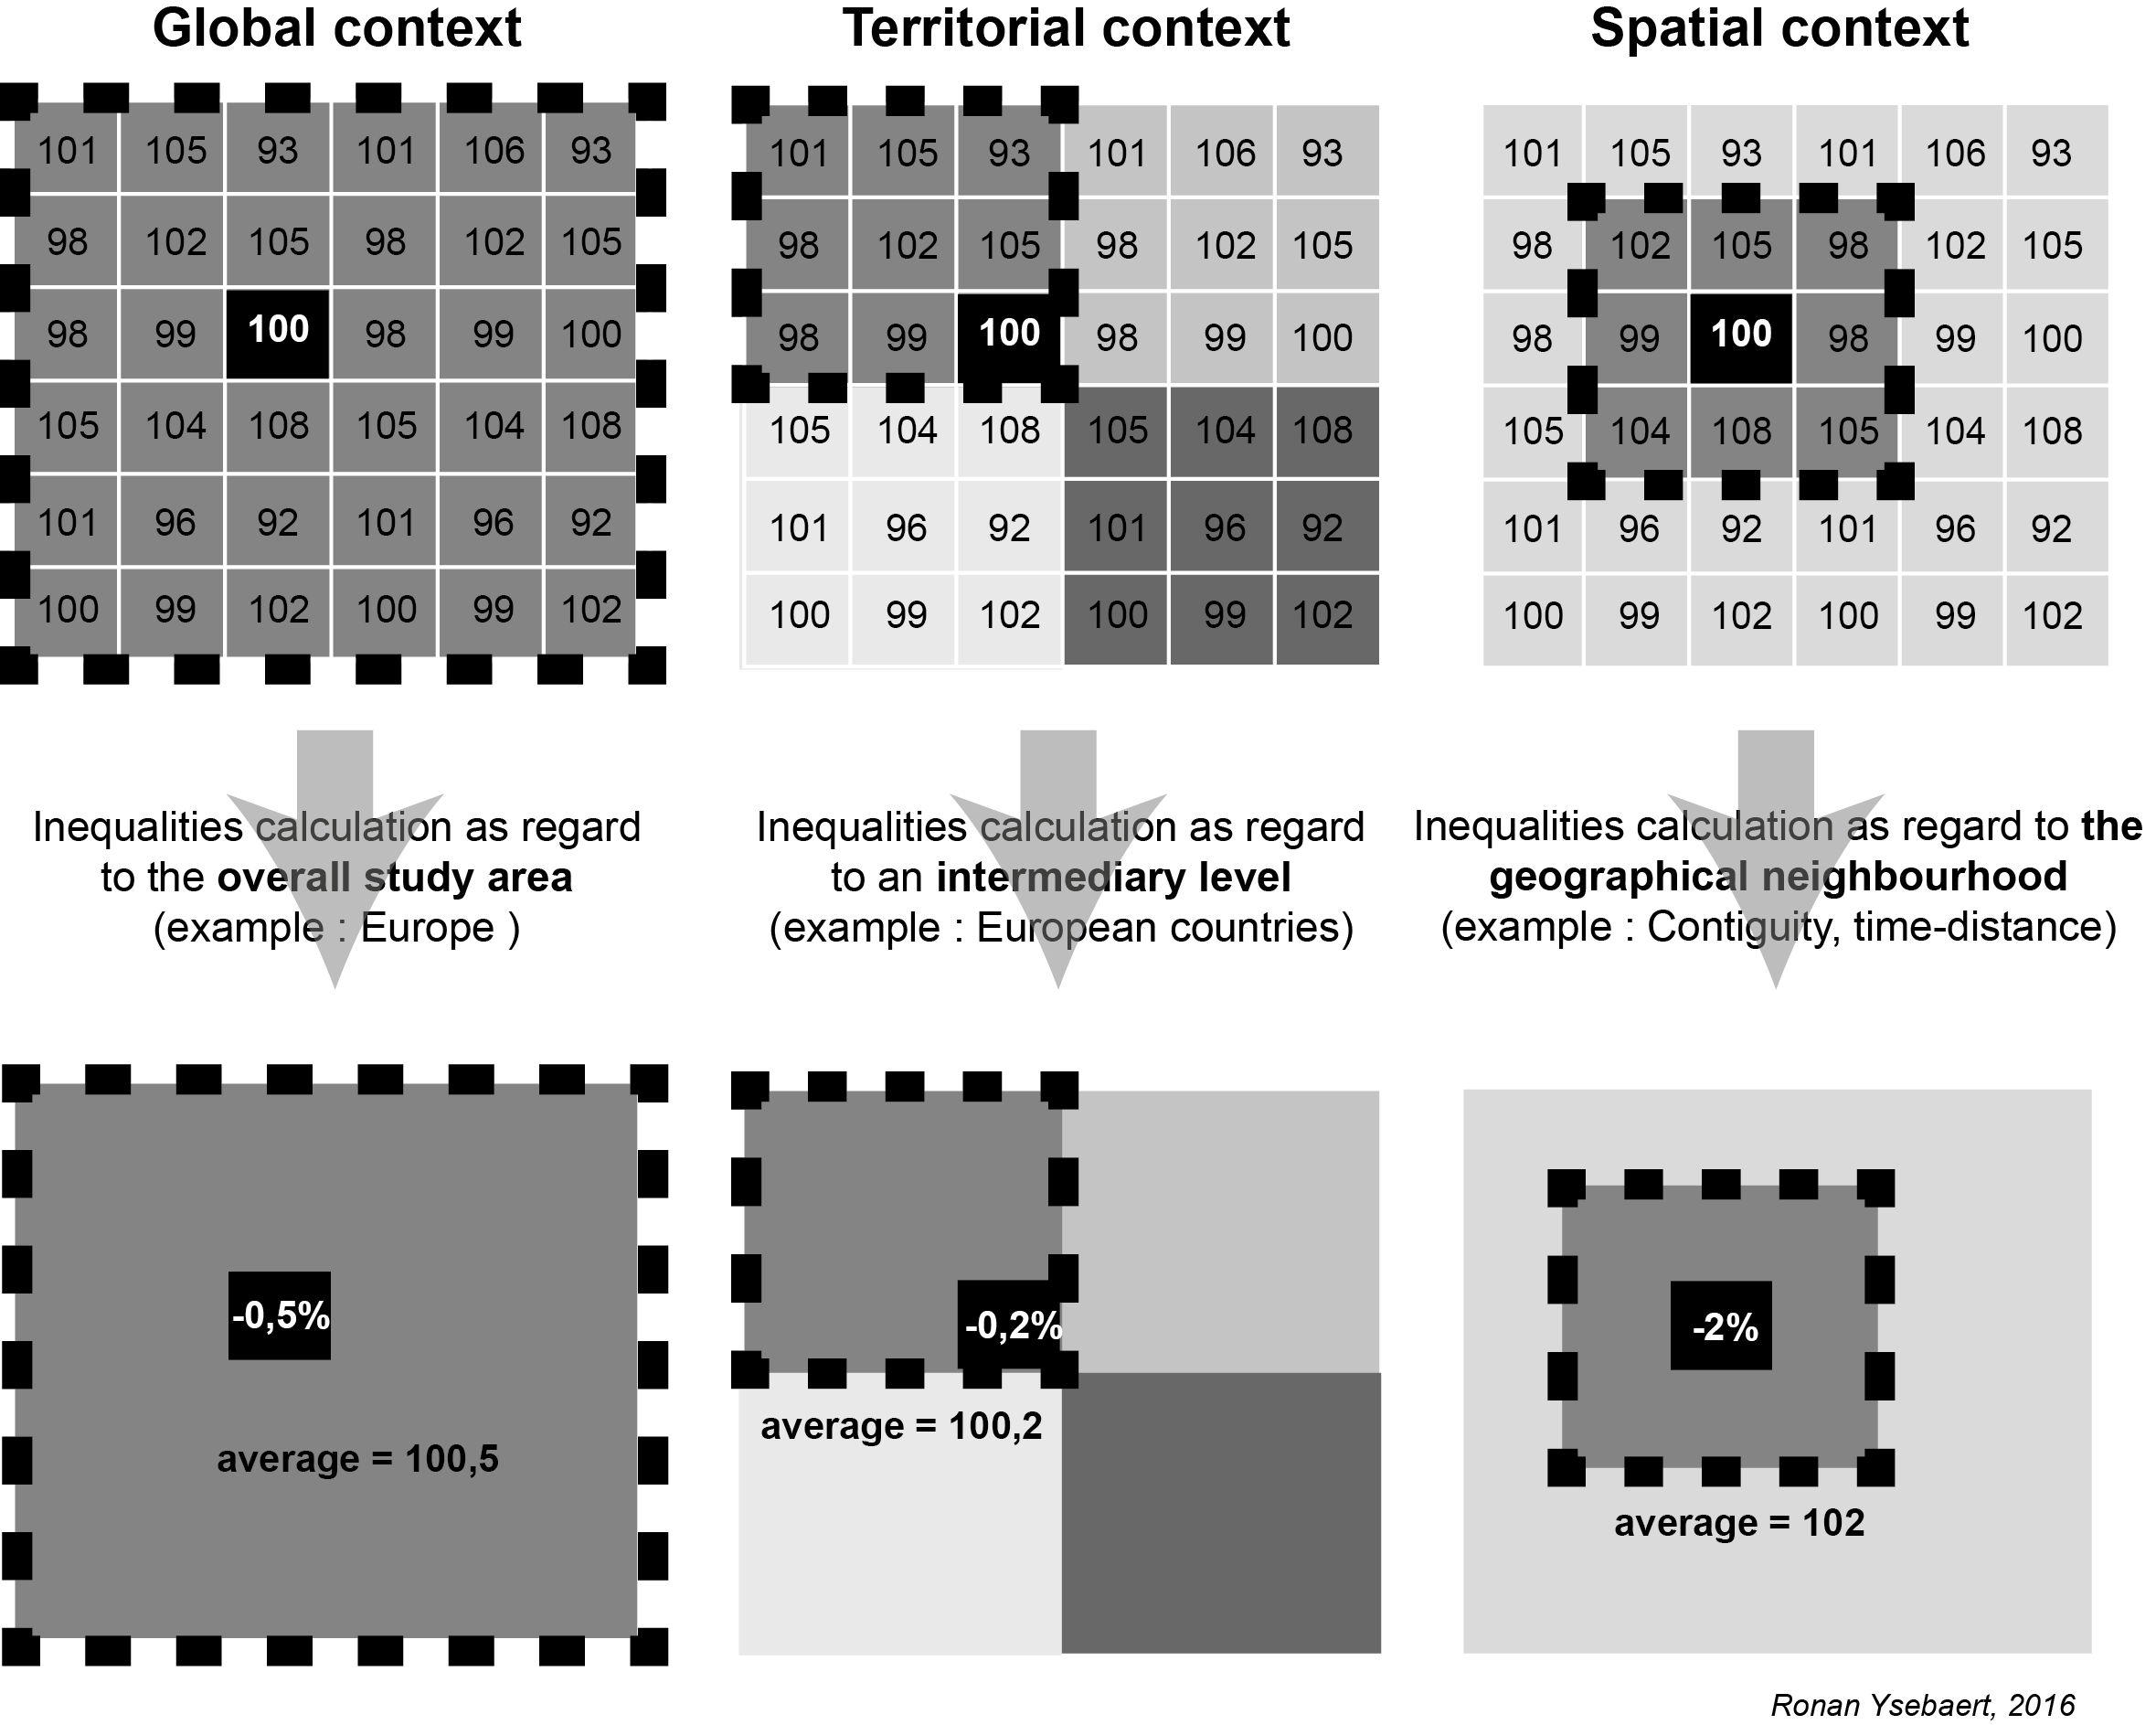 Global context
101 105 93 101 106 93
98 102 105 98 102 105
98 99 100 98 99 100
105 104 108 105 104 108
101 96 92 101 96 92
100 99 102 100 99 102
Inequalities calculation as regard
to the overall study area
(example : Europe )
-0,5%
average = 100,5
Territorial context
101 105 93 101 106 93
98 102 105 98 102 105
98 99 100 98 99 100
105 104 108 105 104 108
101 96 92 101 96 92
100 99 102 100 99 102
Inequalities calculation as regard
to an intermediary level
(example : European countries)
-0,2%
average = 100,2
Spatial context
101 105 93 101 106 93
98 102 105 98 102 105
98 99 100 98 99 100
105 104 108 105 104 108
101 96 92 101 96 92
100 99 102 100 99 102
Inequalities calculation as regard to the
geographical neighbourhood
(example : Contiguity, time-distance)
-2%
average = 102
Ronan Ysebaert, 2016